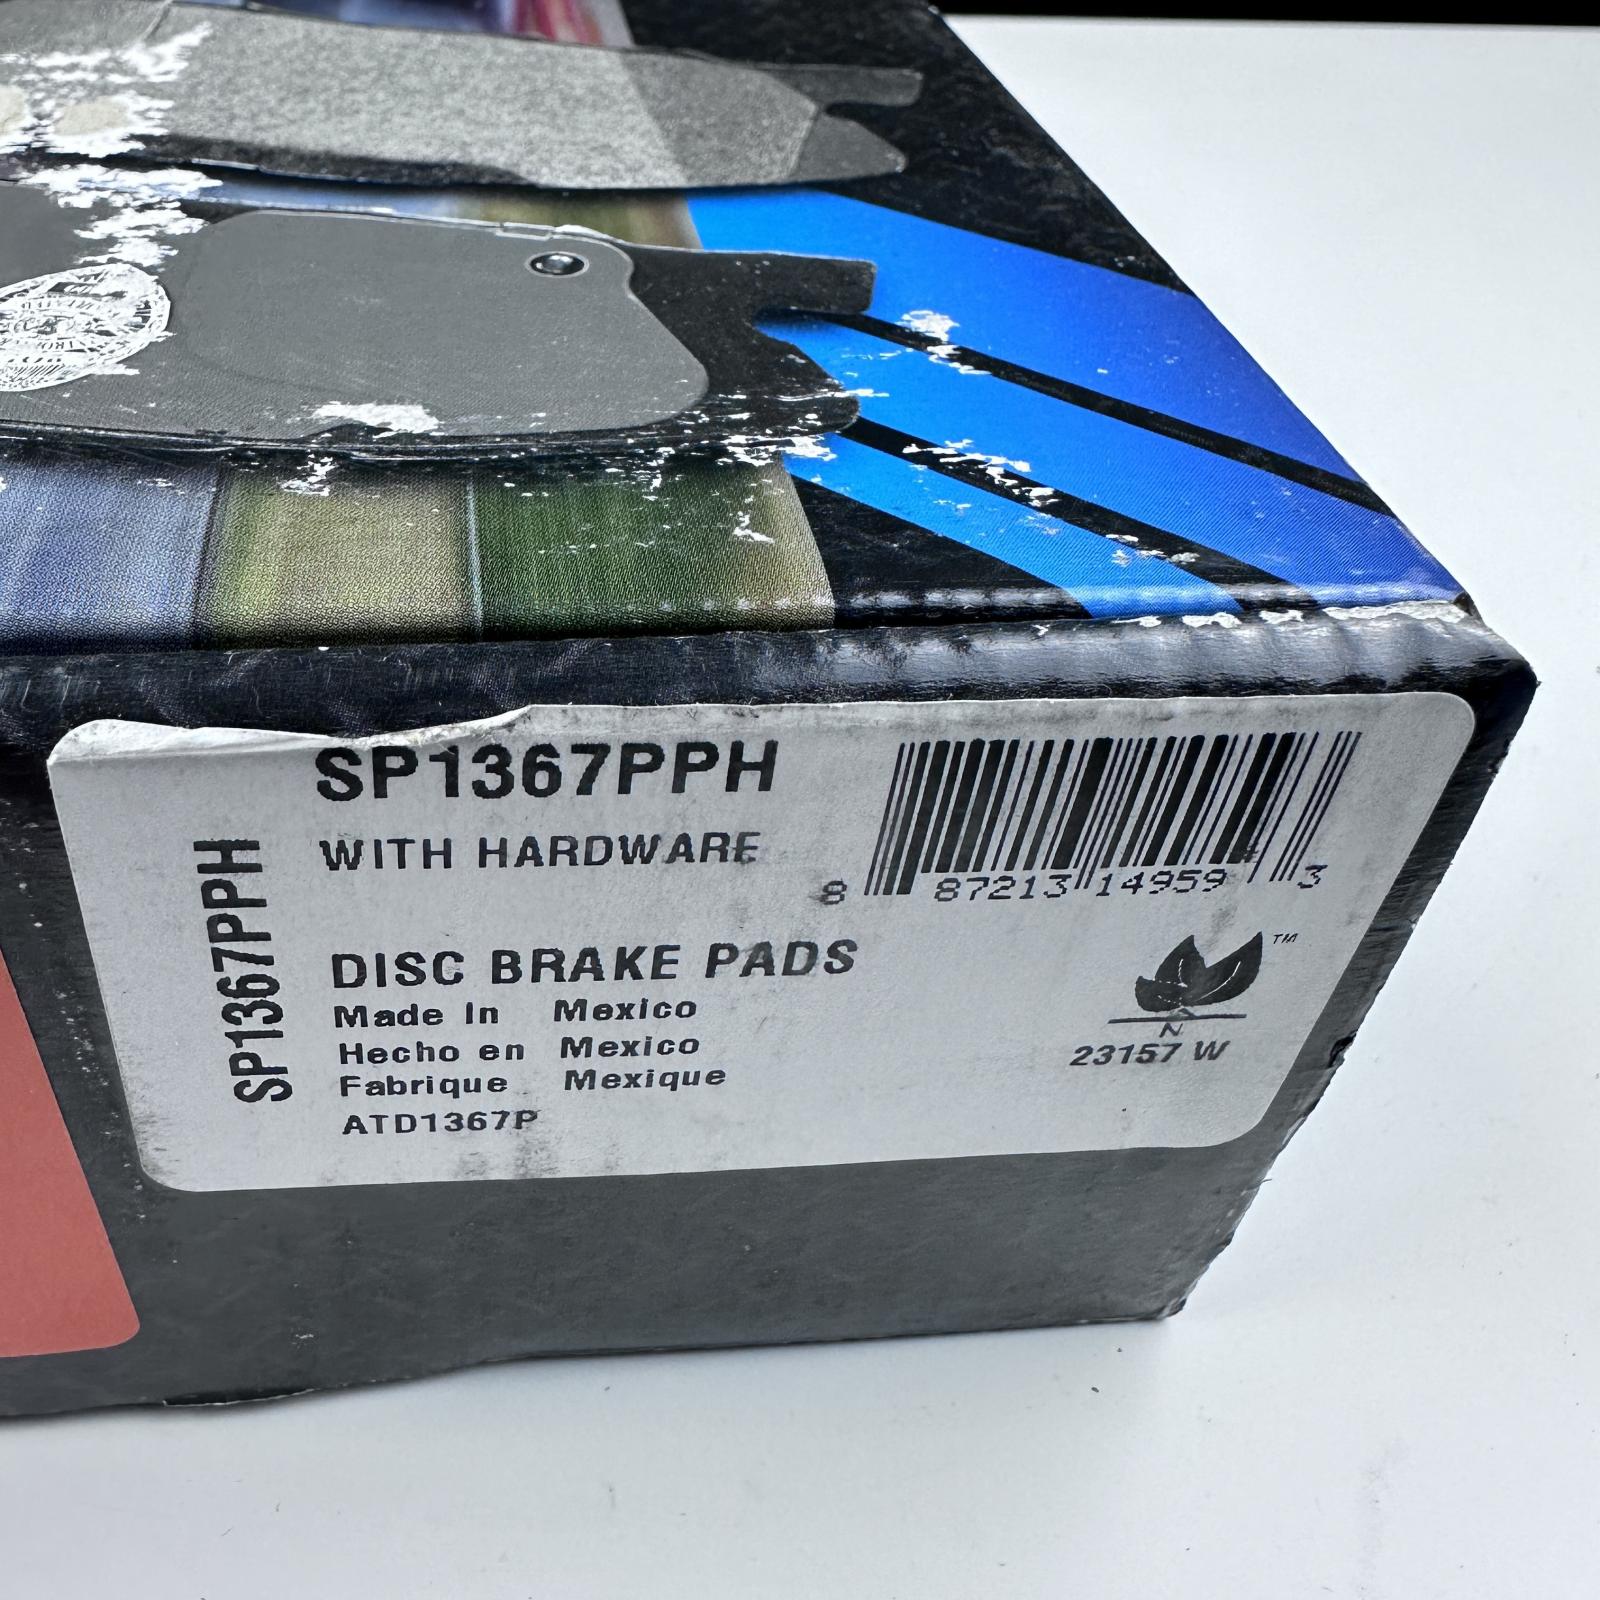 SP1367PPH
WITH HARDWARE
SP1367PPH
8 87213 14959 3
DISC BRAKE PADS
Made In Mexico
Hecho en Mexico
Fabrique Mexique
ATD1367P
TM
N
23157 W